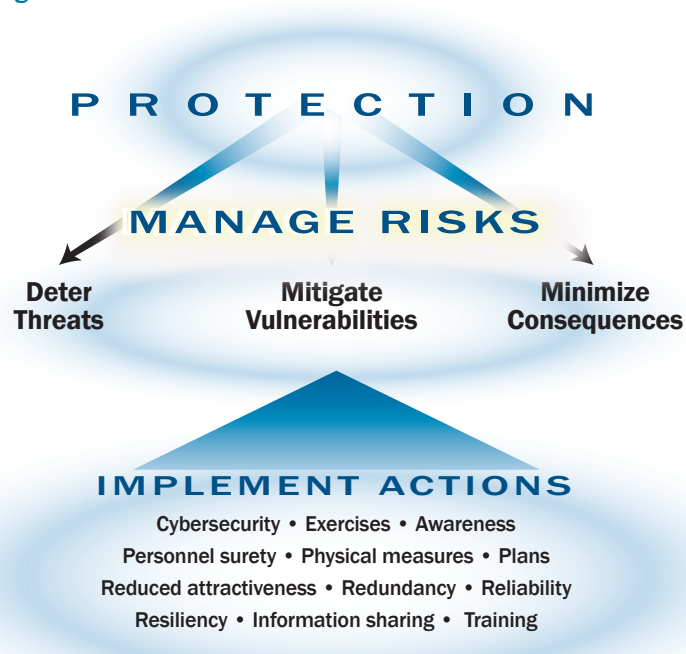 PROTECTION
MANAGE RISKS
Deter
Threats
Mitigate
Vulnerabilities
Minimize
Consequences
IMPLEMENT ACTIONS
Cybersecurity • Exercises • Awareness
Personnel surety • Physical measures • Plans
Reduced attractiveness • Redundancy • Reliability
Resiliency • Information sharing • Training